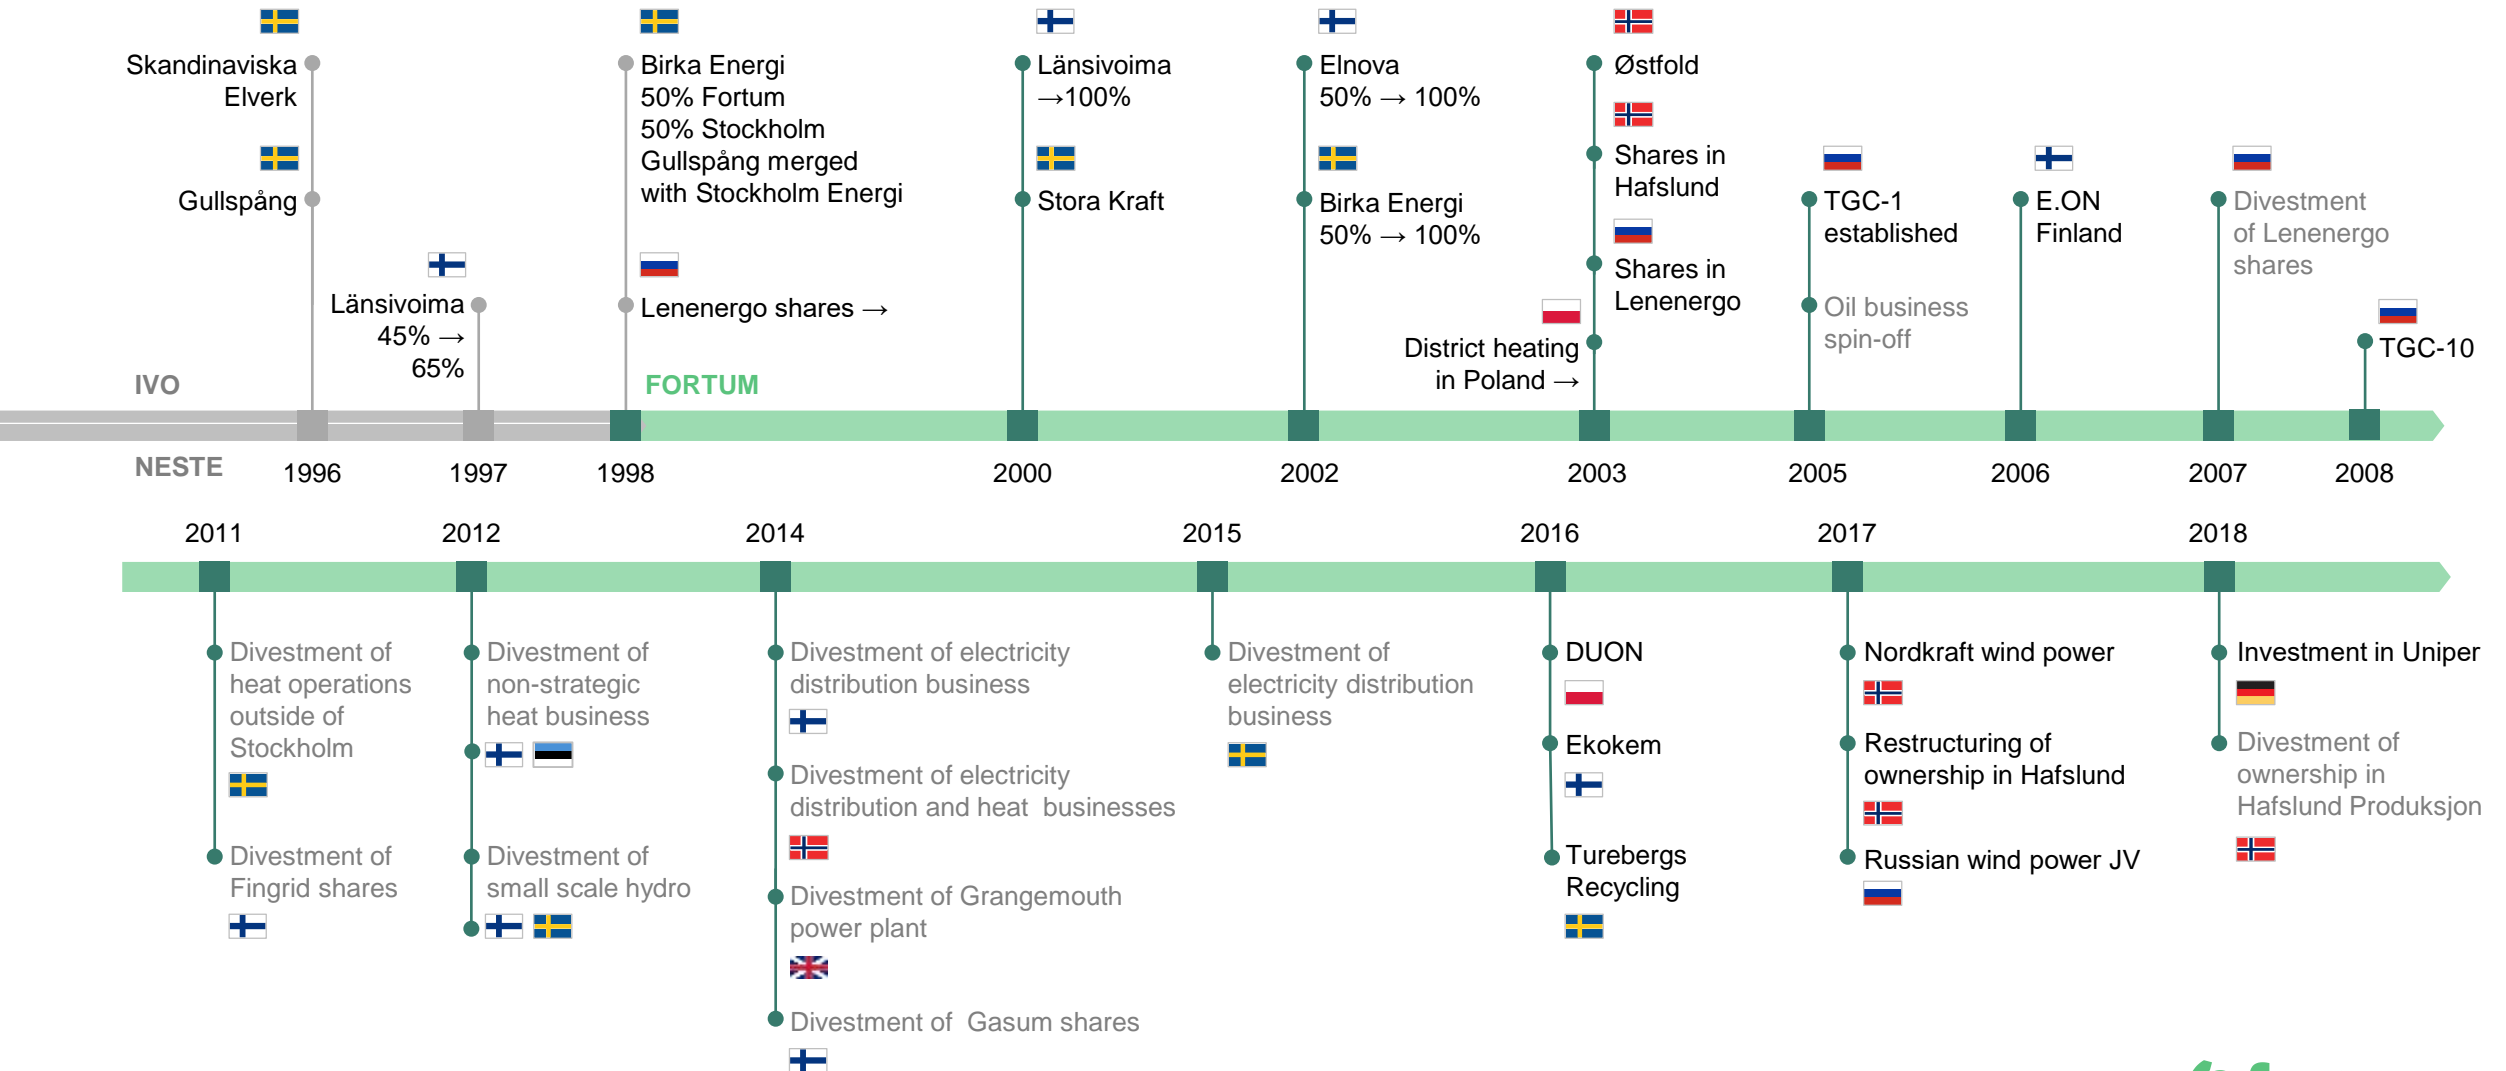 Skandinaviska
Elverk
Gullspång
Länsivoima
45% →
65%
Birka Energi
50% Fortum
50% Stockholm
Gullspång merged
with Stockholm Energi
Lenenergo shares →
Länsivoima
→100%
Stora Kraft
Elnova
50% → 100%
Birka Energi
50% → 100%
Østfold
Shares in
Hafslund
Shares in
Lenenergo
District heating
in Poland →
TGC-1
established
Oil business
spin-off
E.ON
Finland
Divestment
of Lenenergo
shares
TGC-10
IVO
FORTUM
NESTE
1996
1997
1998
2000
2002
2003
2005
2006
2007
2008
2011
2012
2014
2015
2016
2017
2018
Divestment of
heat operations
outside of
Stockholm
Divestment of
Fingrid shares
Divestment of
non-strategic
heat business
Divestment of
small scale hydro
Divestment of electricity
distribution business
Divestment of electricity
distribution and heat  businesses
Divestment of Grangemouth
power plant
Divestment of  Gasum shares
Divestment of
electricity distribution
business
DUON
Ekokem
Turebergs
Recycling
Nordkraft wind power
Restructuring of
ownership in Hafslund
Russian wind power JV
Investment in Uniper
Divestment of
ownership in
Hafslund Produksjon